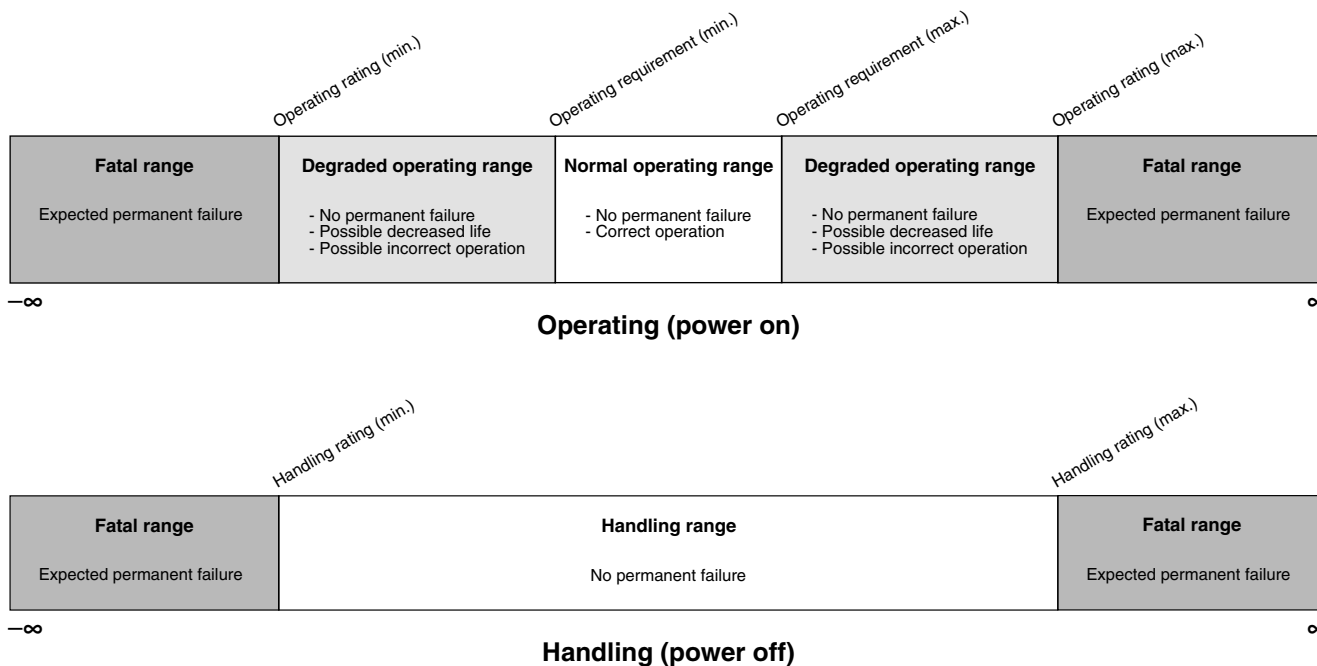 Operating rating (min.)
Operating requirement (min.)
Operating requirement (max.)
Operating rating (max.)
Fatal range
Expected permanent failure
Degraded operating range
- No permanent failure
- Possible decreased life
- Possible incorrect operation
Normal operating range
- No permanent failure
- Correct operation
Degraded operating range
- No permanent failure
- Possible decreased life
- Possible incorrect operation
Fatal range
Expected permanent failure
–∞
∞
Operating (power on)
Handling rating (min.)
Handling rating (max.)
Fatal range
Expected permanent failure
Handling range
No permanent failure
Fatal range
Expected permanent failure
–∞
∞
Handling (power off)